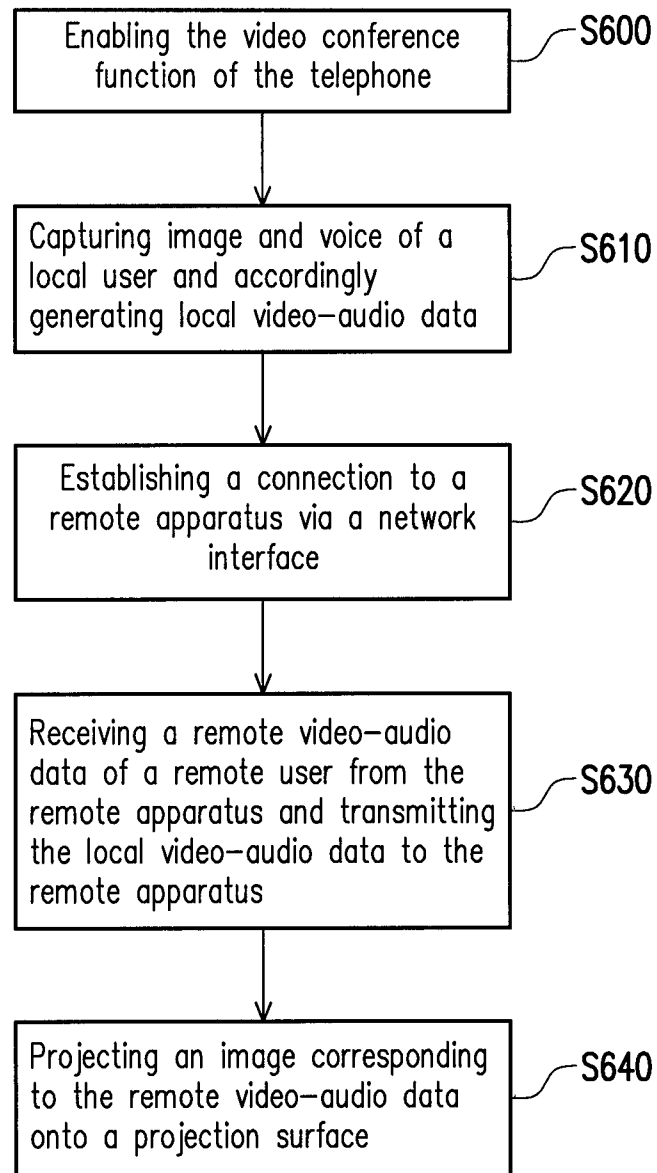 Enabling the video conference
function of the telephone
S600
Capturing image and voice of a
local user and accordingly
generating local video-audio data
S610
Establishing a connection to a
remote apparatus via a network
interface
S620
Receiving a remote video-audio
data of a remote user from the
remote apparatus and transmitting
the local video-audio data to the
remote apparatus
S630
Projecting an image corresponding
to the remote video-audio data
onto a projection surface
S640